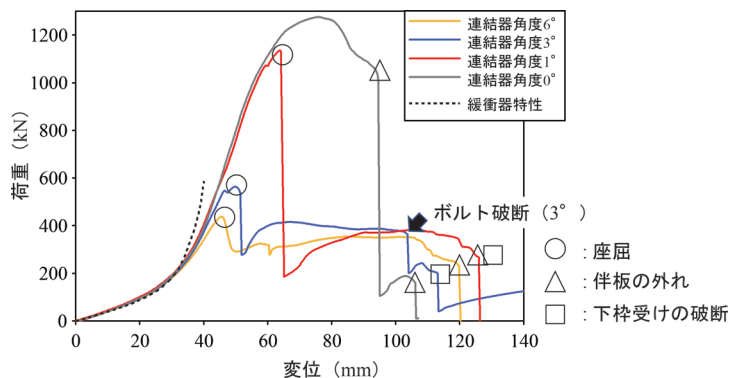 1200
1000
800
600
400
200
0
荷重（kN）
0 20 40 60 80 100 120 140
変位（mm）
連結器角度6°
連結器角度3°
連結器角度1°
連結器角度0°
緩衝器特性
ボルト破断（3°）
：座屈
：伴板の外れ
：下枠受けの破断